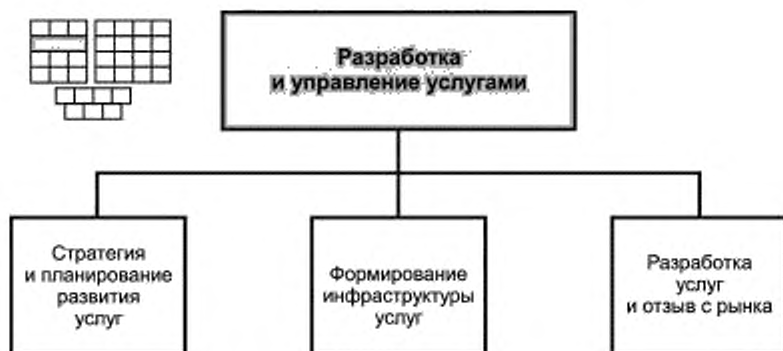 Разработка
и управление услугами
Стратегия
и планирование
развития
услуг
Формирование
инфраструктуры
услуг
Разработка
услуг
и отзыв с рынка